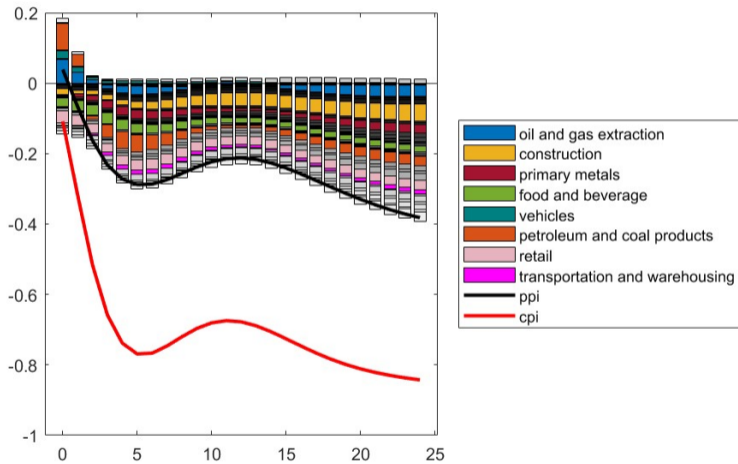 0.2
0
-0.2
-0.4
-0.6
-0.8
-1
0 5 10 15 20 25
oil and gas extraction
construction
primary metals
food and beverage
vehicles
petroleum and coal products
retail
transportation and warehousing
ppi
cpi